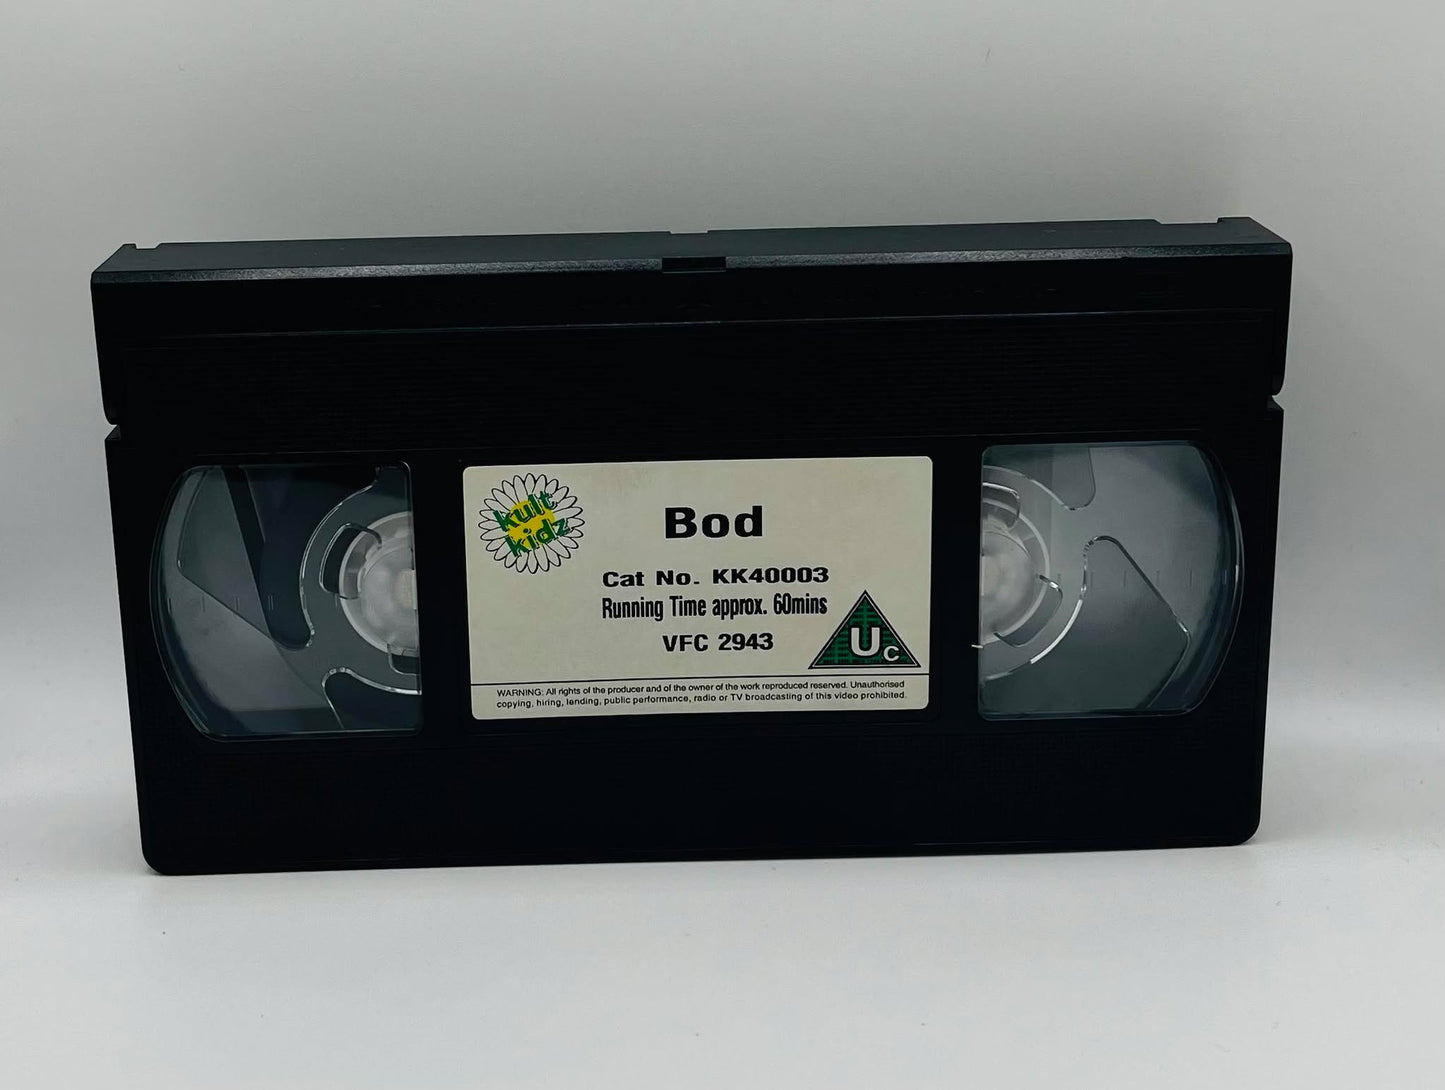 kult
kidz
Bod
Cat No. KK40003
Running Time approx. 60mins
VFC 2943
Uc
WARNING: All rights of the producer and of the owner of the work reproduced reserved. Unauthorised
copying, hiring, lending, public performance, radio or TV broadcasting of this video prohibited.